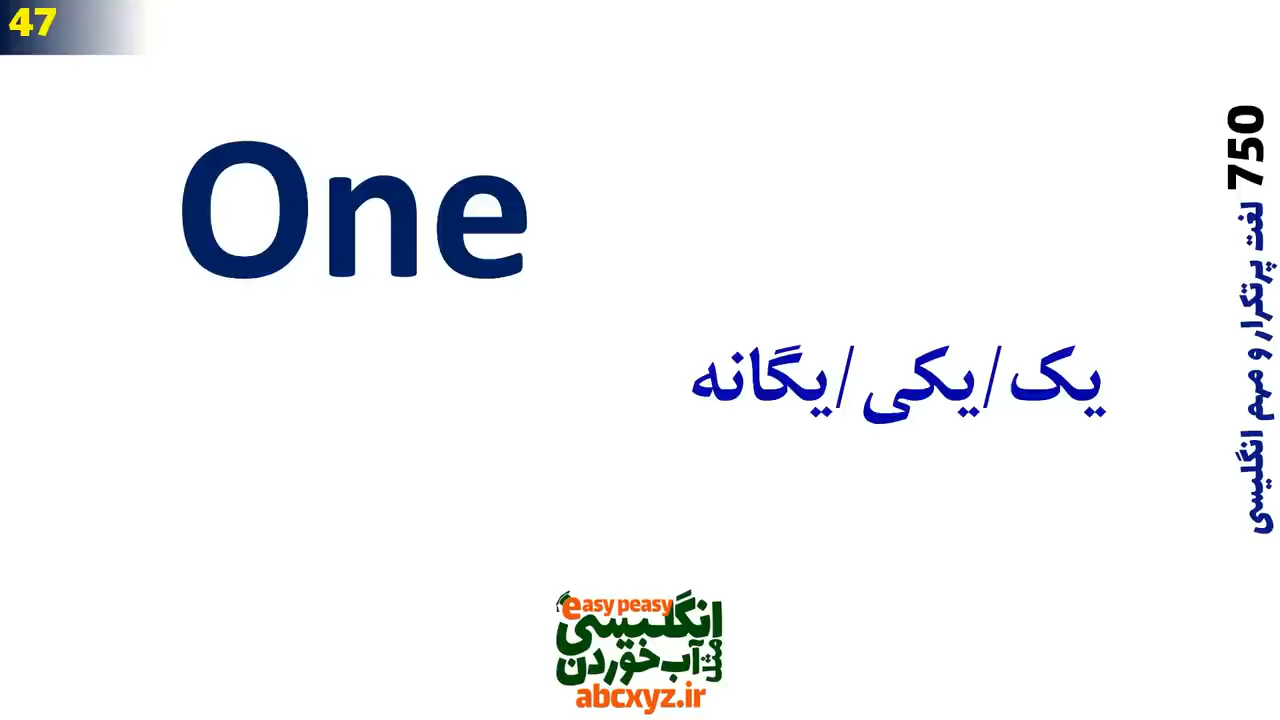 47
One
یک/یکی/یگانه
750 لغت پرتکرار و مهم انگلیسی
easy peasy
انگلیسی
مثل آب خوردن
abcxyz.ir